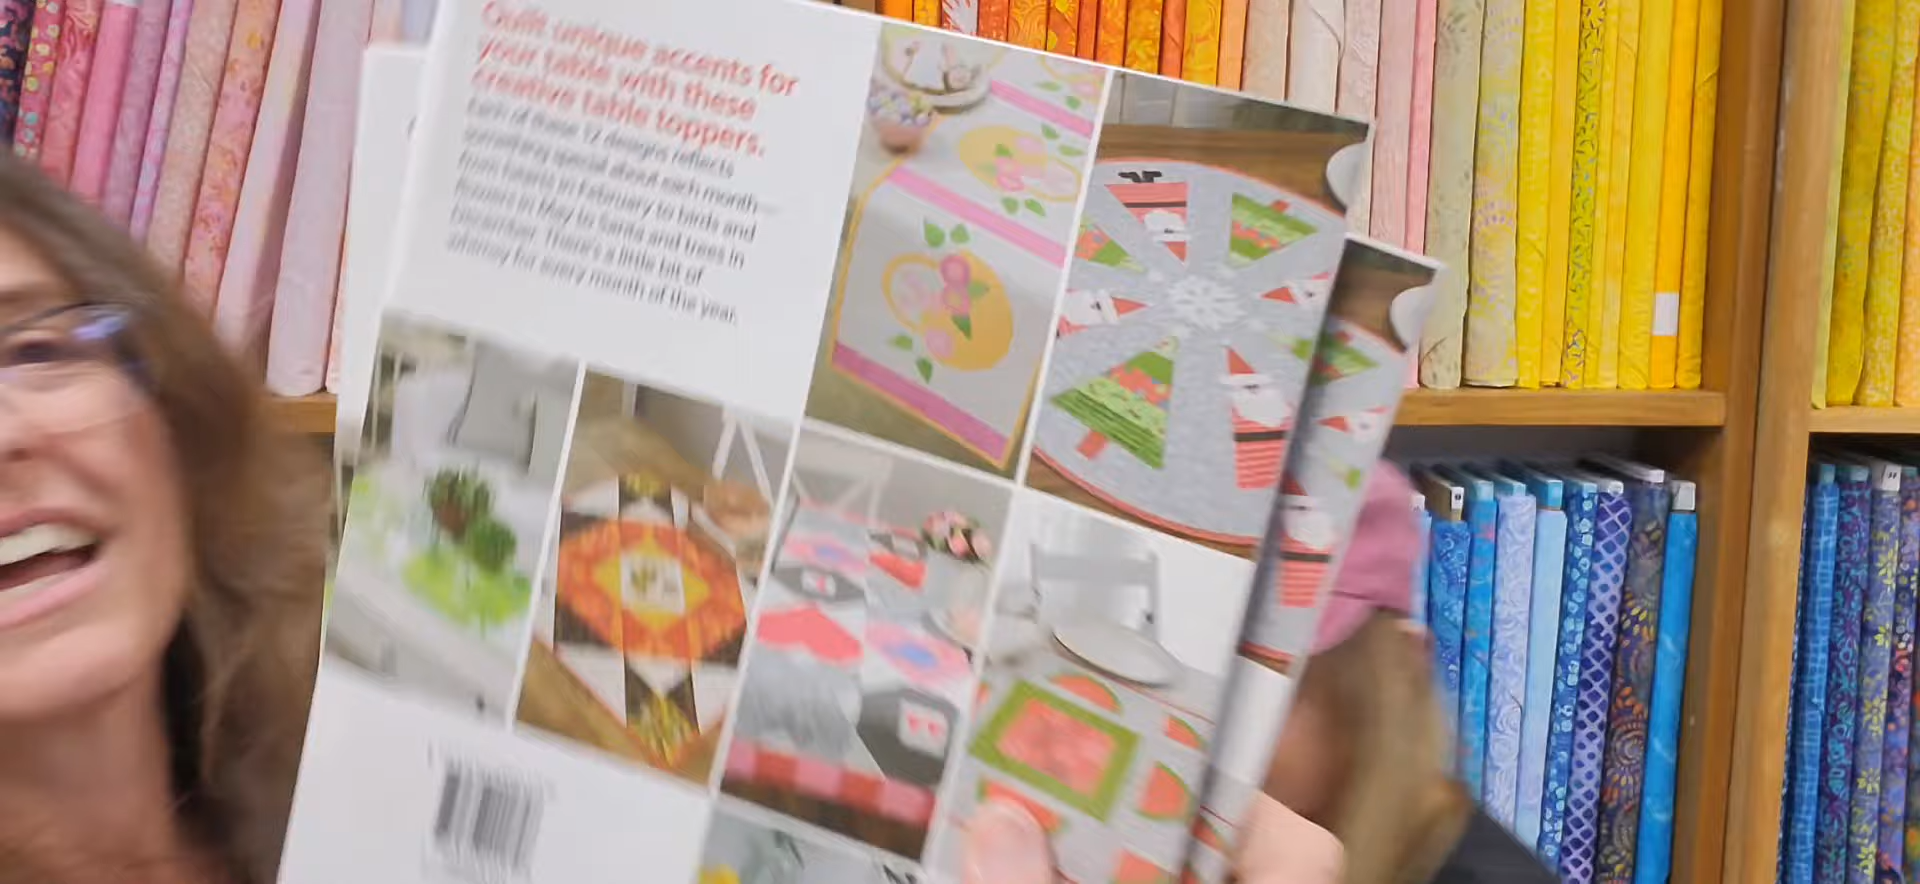 Quilt unique accents for
your table with these
creative table toppers.
Each of these 12 designs reflects
something special about each month—
from hearts in February to birds and
flowers in May to Santa and trees in
December. There's a little bit of
whimsy for every month of the year.